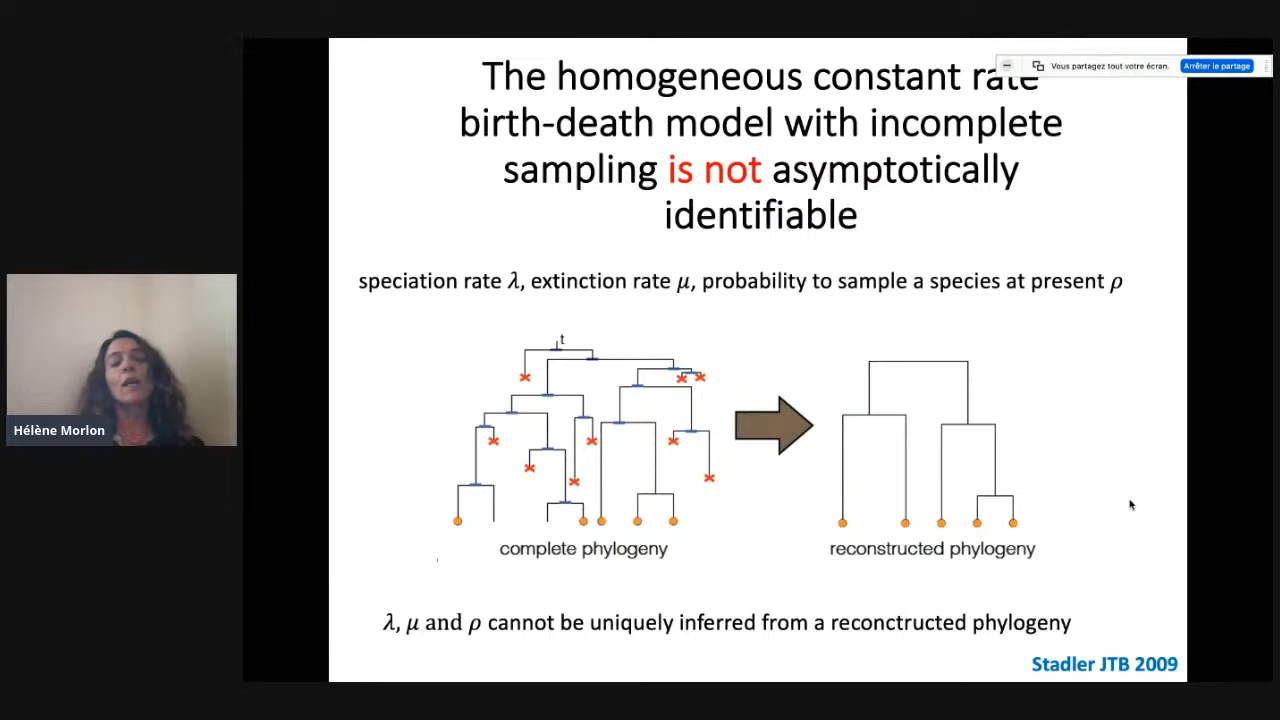 The homogeneous constant rate
Vous partagez tout votre écran.
Arrêter le partage
birth-death model with incomplete
sampling is not asymptotically
identifiable
speciation rate λ, extinction rate μ, probability to sample a species at present ρ
t
Hélène Morlon
complete phylogeny
reconstructed phylogeny
λ, μ and ρ cannot be uniquely inferred from a reconctructed phylogeny
Stadler JTB 2009